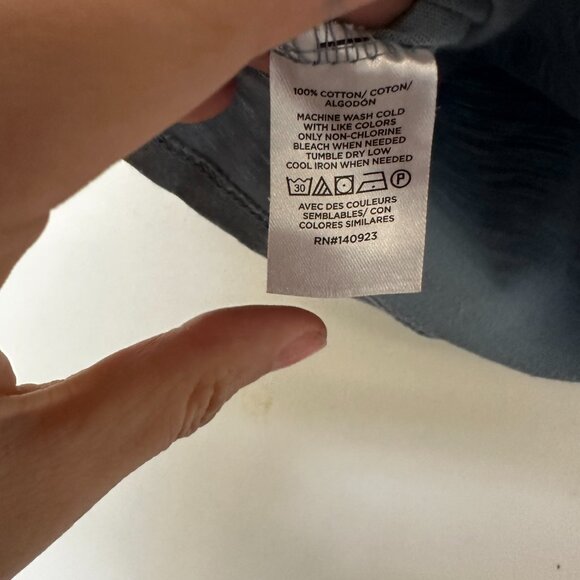 100% COTTON/ COTON/
ALGODÓN
MACHINE WASH COLD
WITH LIKE COLORS
ONLY NON-CHLORINE
BLEACH WHEN NEEDED
TUMBLE DRY LOW
COOL IRON WHEN NEEDED
30 P
AVEC DES COULEURS
SEMBLABLES/ CON
COLORES SIMILARES
RN#140923